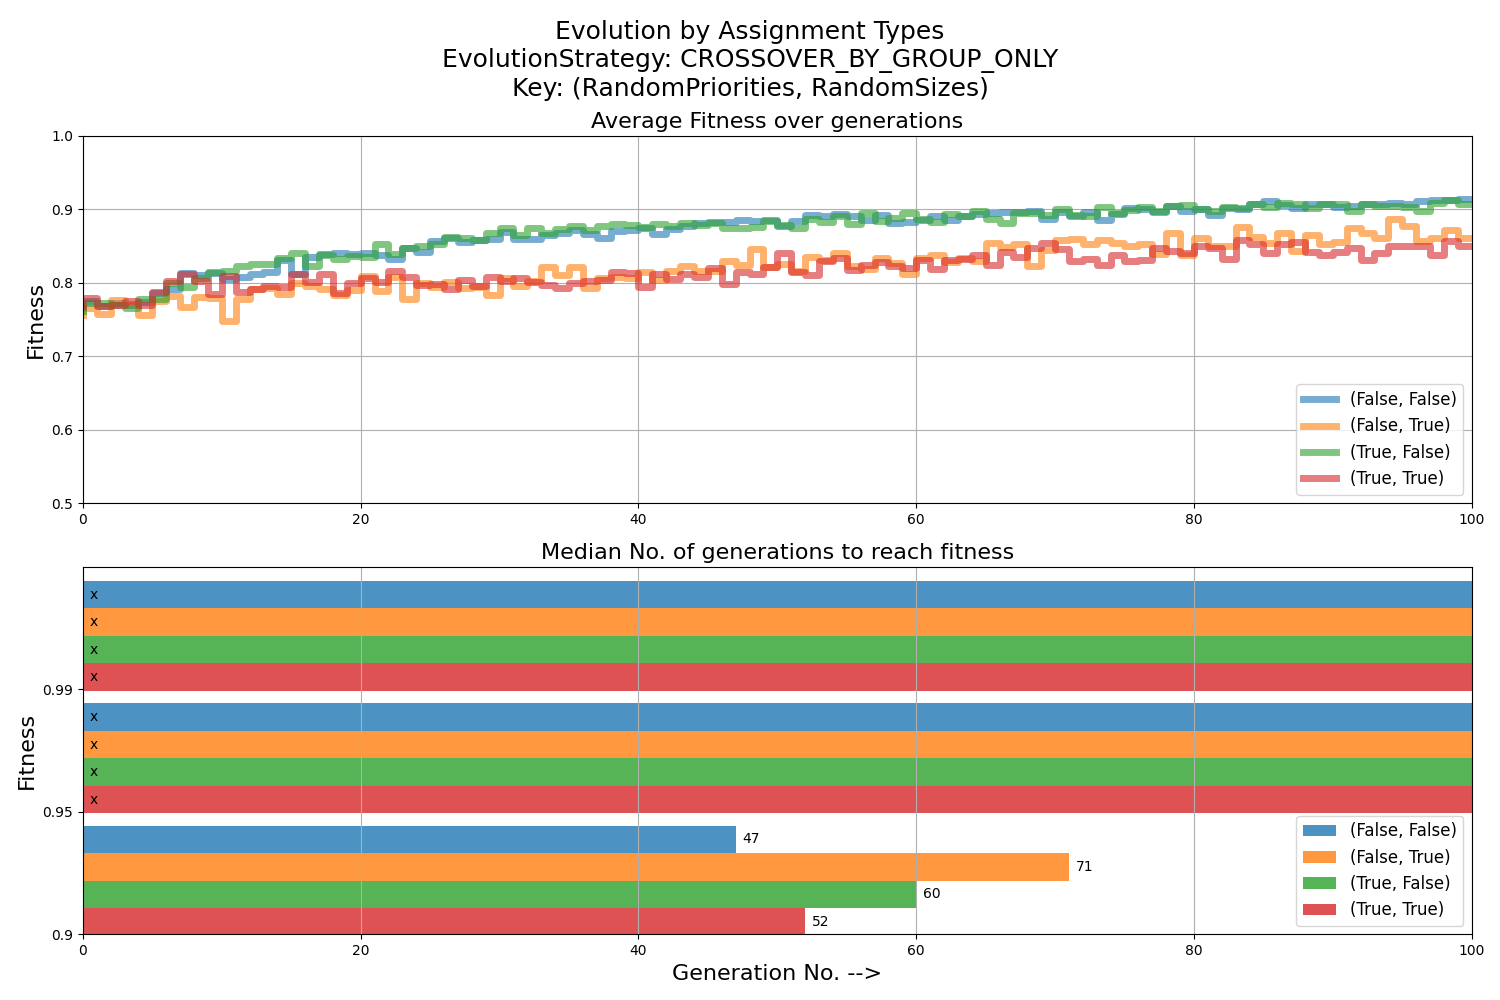 Evolution by Assignment Types
EvolutionStrategy: CROSSOVER_BY_GROUP_ONLY
Key: (RandomPriorities, RandomSizes)
Average Fitness over generations
1.0
0.9
0.8
0.7
0.6
0.5
Fitness
0
20
40
60
80
100
(False, False)
(False, True)
(True, False)
(True, True)
Median No. of generations to reach fitness
x
x
x
x
0.99
x
x
x
x
0.95
47
71
60
52
0.9
Fitness
(False, False)
(False, True)
(True, False)
(True, True)
0
20
40
60
80
100
Generation No. -->